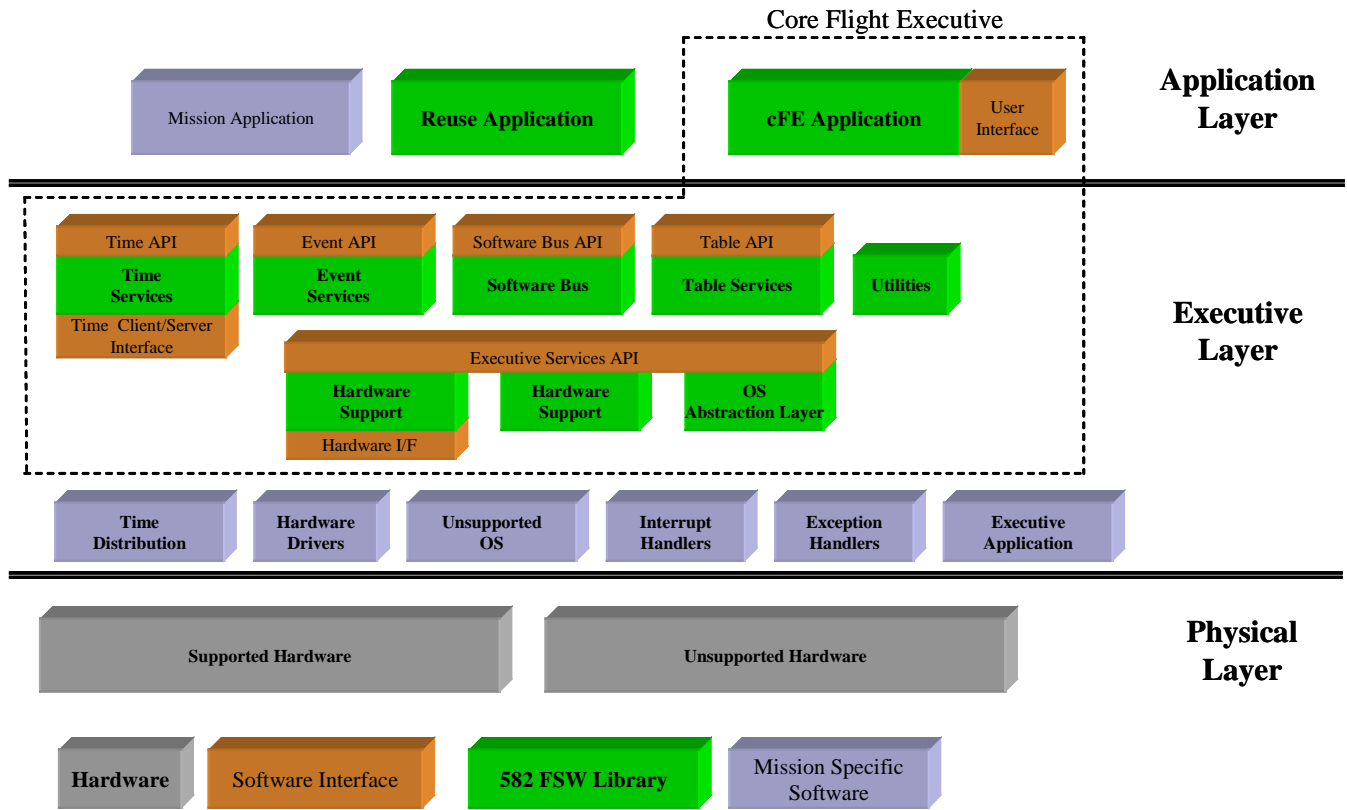 Core Flight Executive
Mission Application
Reuse Application
cFE Application
User
Interface
Application
Layer
Time API
Event API
Software Bus API
Table API
Time
Services
Event
Services
Software Bus
Table Services
Utilities
Time Client/Server
Interface
Executive Services API
Hardware
Support
Hardware
Support
OS
Abstraction Layer
Hardware I/F
Executive
Layer
Time
Distribution
Hardware
Drivers
Unsupported
OS
Interrupt
Handlers
Exception
Handlers
Executive
Application
Supported Hardware
Unsupported Hardware
Physical
Layer
Hardware
Software Interface
582 FSW Library
Mission Specific
Software